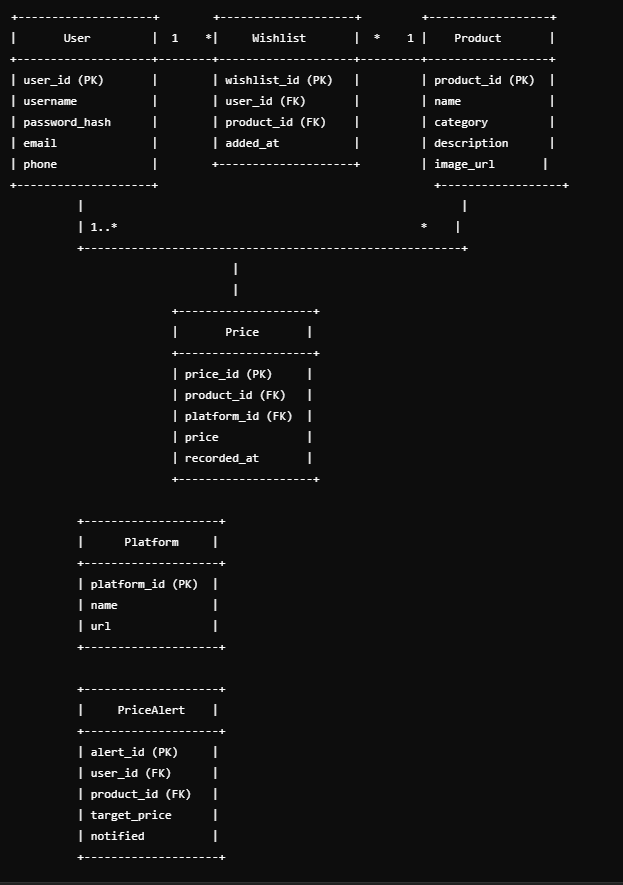 +--------------------+        +--------------------+         +------------------+
|       User         |  1    *|     Wishlist       |  *    1 |    Product       |
+--------------------+--------+--------------------+---------+------------------+
| user_id (PK)       |        | wishlist_id (PK)   |         | product_id (PK)  |
| username           |        | user_id (FK)       |         | name             |
| password_hash      |        | product_id (FK)    |         | category         |
| email              |        | added_at           |         | description      |
| phone              |        +--------------------+         | image_url       |
+--------------------+                                         +------------------+
          |                                                        |
          | 1..*                                             *    |
          +--------------------------------------------------------+
                                 |
                                 |
                        +--------------------+
                        |       Price       |
                        +--------------------+
                        | price_id (PK)     |
                        | product_id (FK)   |
                        | platform_id (FK)  |
                        | price             |
                        | recorded_at       |
                        +--------------------+
          +--------------------+
          |      Platform     |
          +--------------------+
          | platform_id (PK)  |
          | name              |
          | url               |
          +--------------------+
          +--------------------+
          |     PriceAlert    |
          +--------------------+
          | alert_id (PK)     |
          | user_id (FK)      |
          | product_id (FK)   |
          | target_price      |
          | notified          |
          +--------------------+